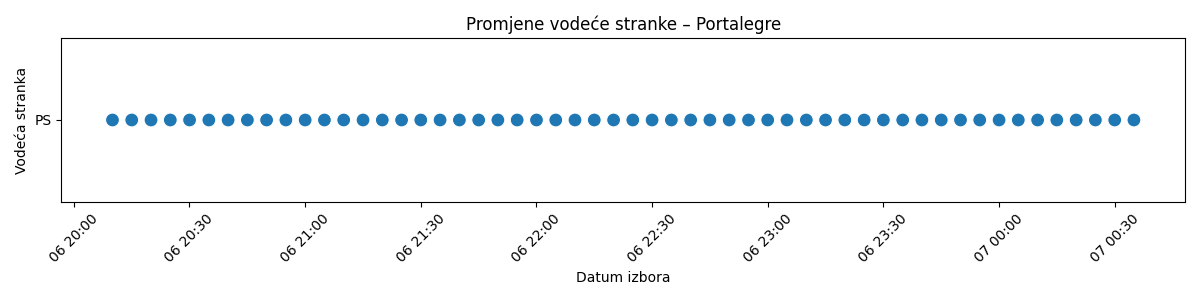 Promjene vodeće stranke – Portalegre
Vodeća stranka
PS
06 20:00
06 20:30
06 21:00
06 21:30
06 22:00
06 22:30
06 23:00
06 23:30
07 00:00
07 00:30
Datum izbora